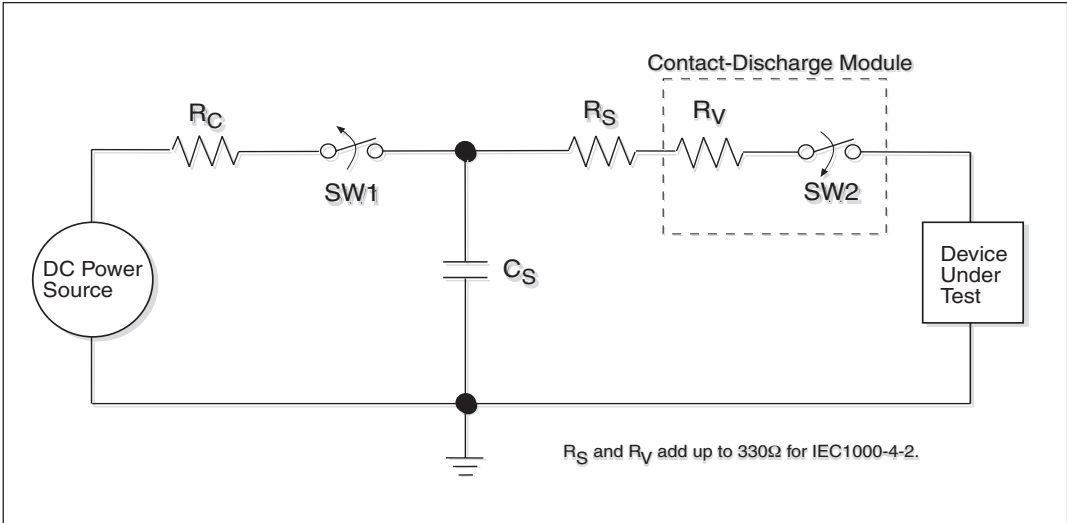 Contact-Discharge Module
RC
RS
RV
SW1
SW2
DC Power
Source
CS
Device
Under
Test
RS and RV add up to 330Ω for IEC1000-4-2.